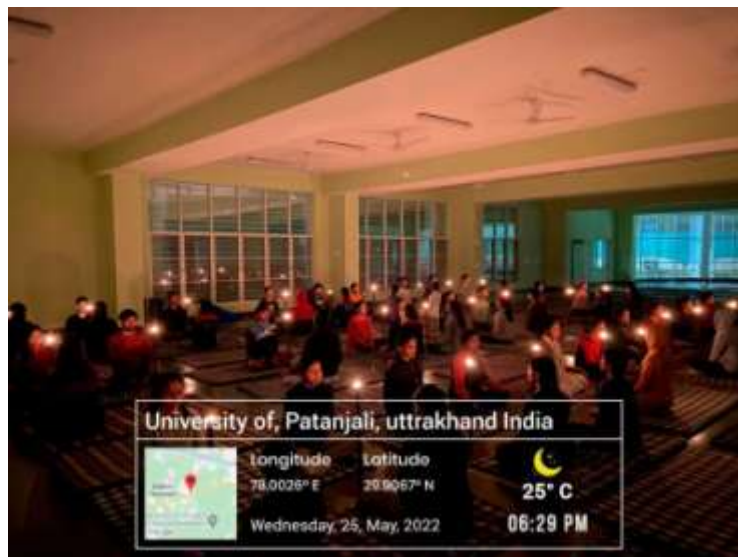 University of, Patanjali, uttrakhand India
Longitude Latitude
78.0026° E 29.9067° N
25° C
Wednesday, 25, May, 2022
06:29 PM